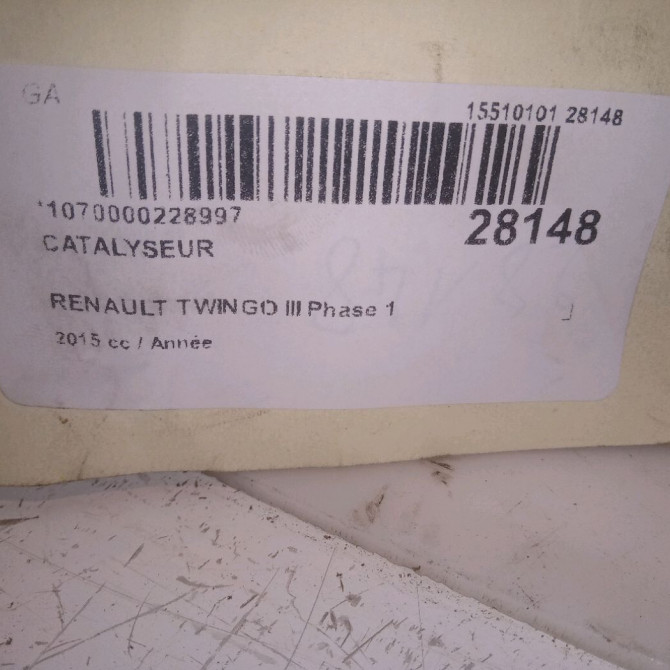 GA
15510101 28148
'1070000228997
28148
CATALYSEUR
RENAULT TWINGO III Phase 1
2015 cc / Année